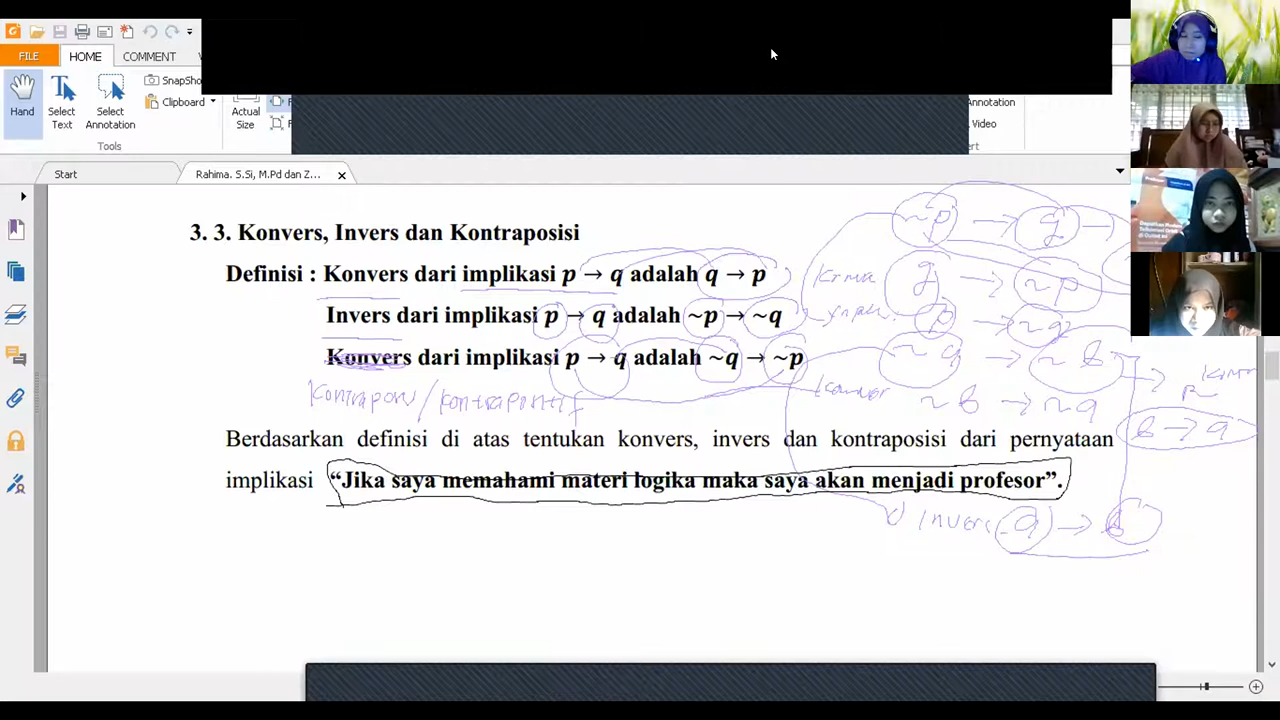 FILE HOME COMMENT
Hand Select Text Select Annotation SnapSho Clipboard Actual Size Annotation Video
Tools
Start Rahima. S.Si, M.Pd dan Z...
3. 3. Konvers, Invers dan Kontraposisi
Definisi : Konvers dari implikasi p → q adalah q → p
Invers dari implikasi p → q adalah ~p → ~q
Konvers dari implikasi p → q adalah ~q → ~p
~p → q →
q → ~p
p → ~q
~a → ~b
konvers ~b → ~a
b → a
Berdasarkan definisi di atas tentukan konvers, invers dan kontraposisi dari pernyataan
implikasi “Jika saya memahami materi logika maka saya akan menjadi profesor”.
invers a → b